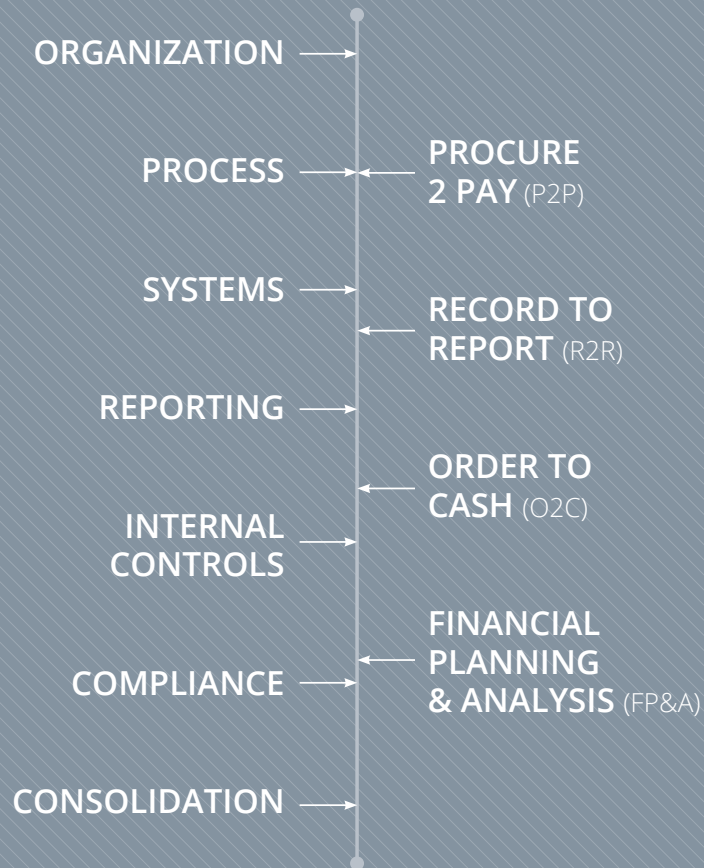 ORGANIZATION
PROCESS
SYSTEMS
REPORTING
INTERNAL
CONTROLS
COMPLIANCE
CONSOLIDATION
PROCURE
2 PAY (P2P)
RECORD TO
REPORT (R2R)
ORDER TO
CASH (O2C)
FINANCIAL
PLANNING
& ANALYSIS (FP&A)